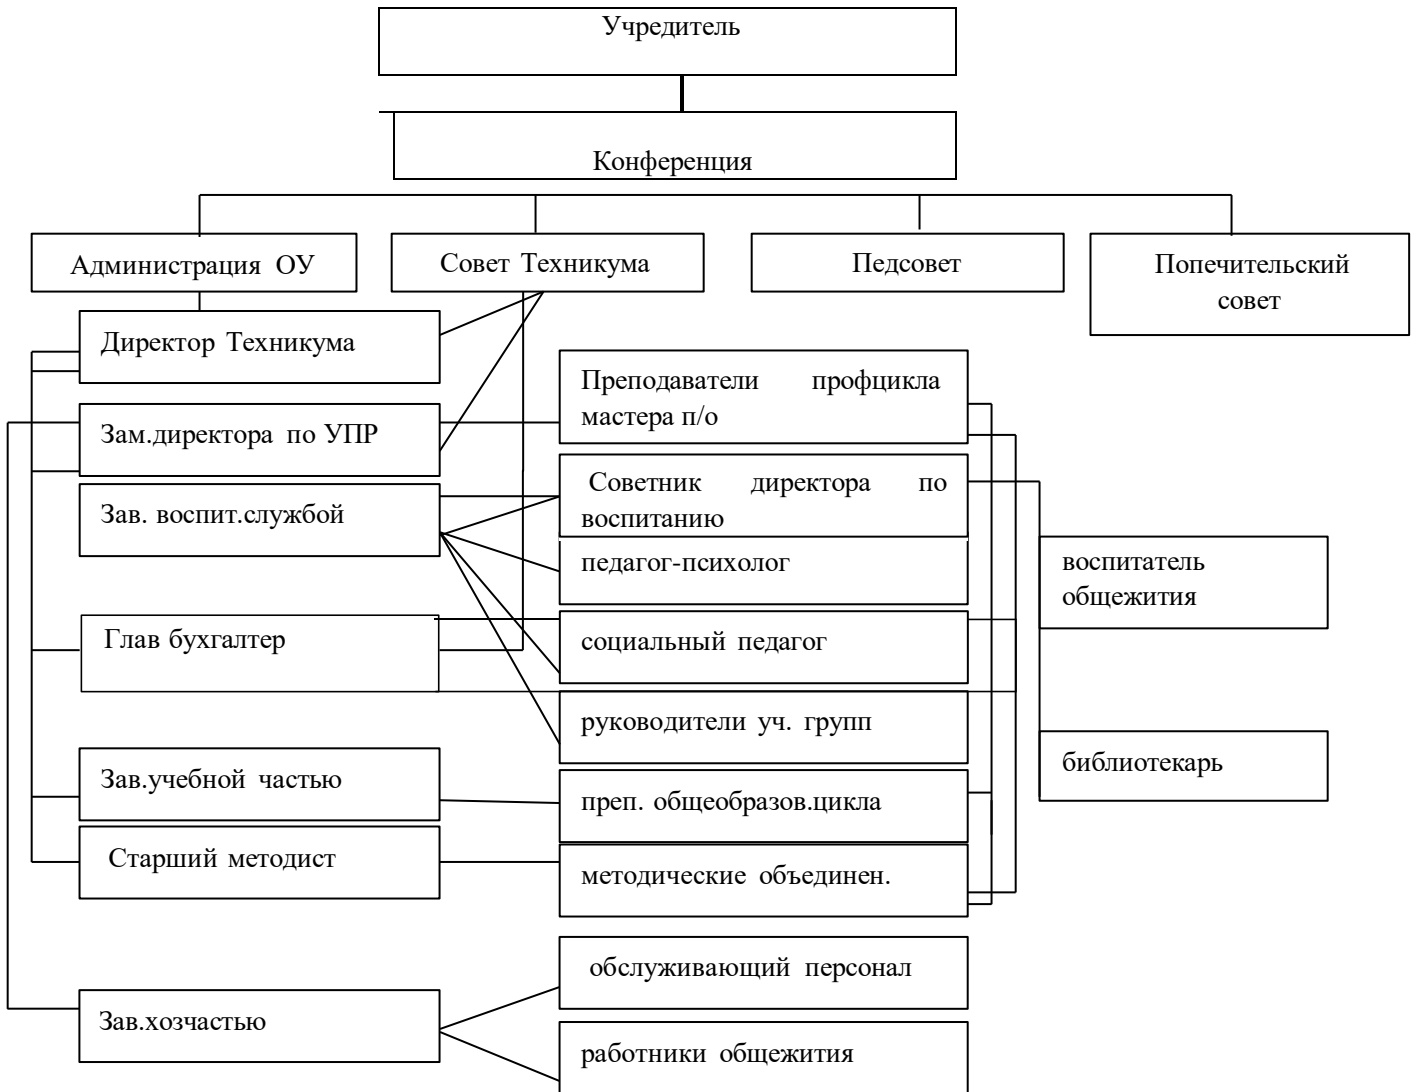 Учредитель
Конференция
Администрация ОУ
Совет Техникума
Педсовет
Попечительский
совет
Директор Техникума
Зам.директора по УПР
Зав. воспит.службой
Глав бухгалтер
Зав.учебной частью
Старший методист
Зав.хозчастью
Преподаватели профцикла
мастера п/о
Советник директора по
воспитанию
педагог-психолог
социальный педагог
руководители уч. групп
преп. общеобразов.цикла
методические объединен.
обслуживающий персонал
работники общежития
воспитатель
общежития
библиотекарь